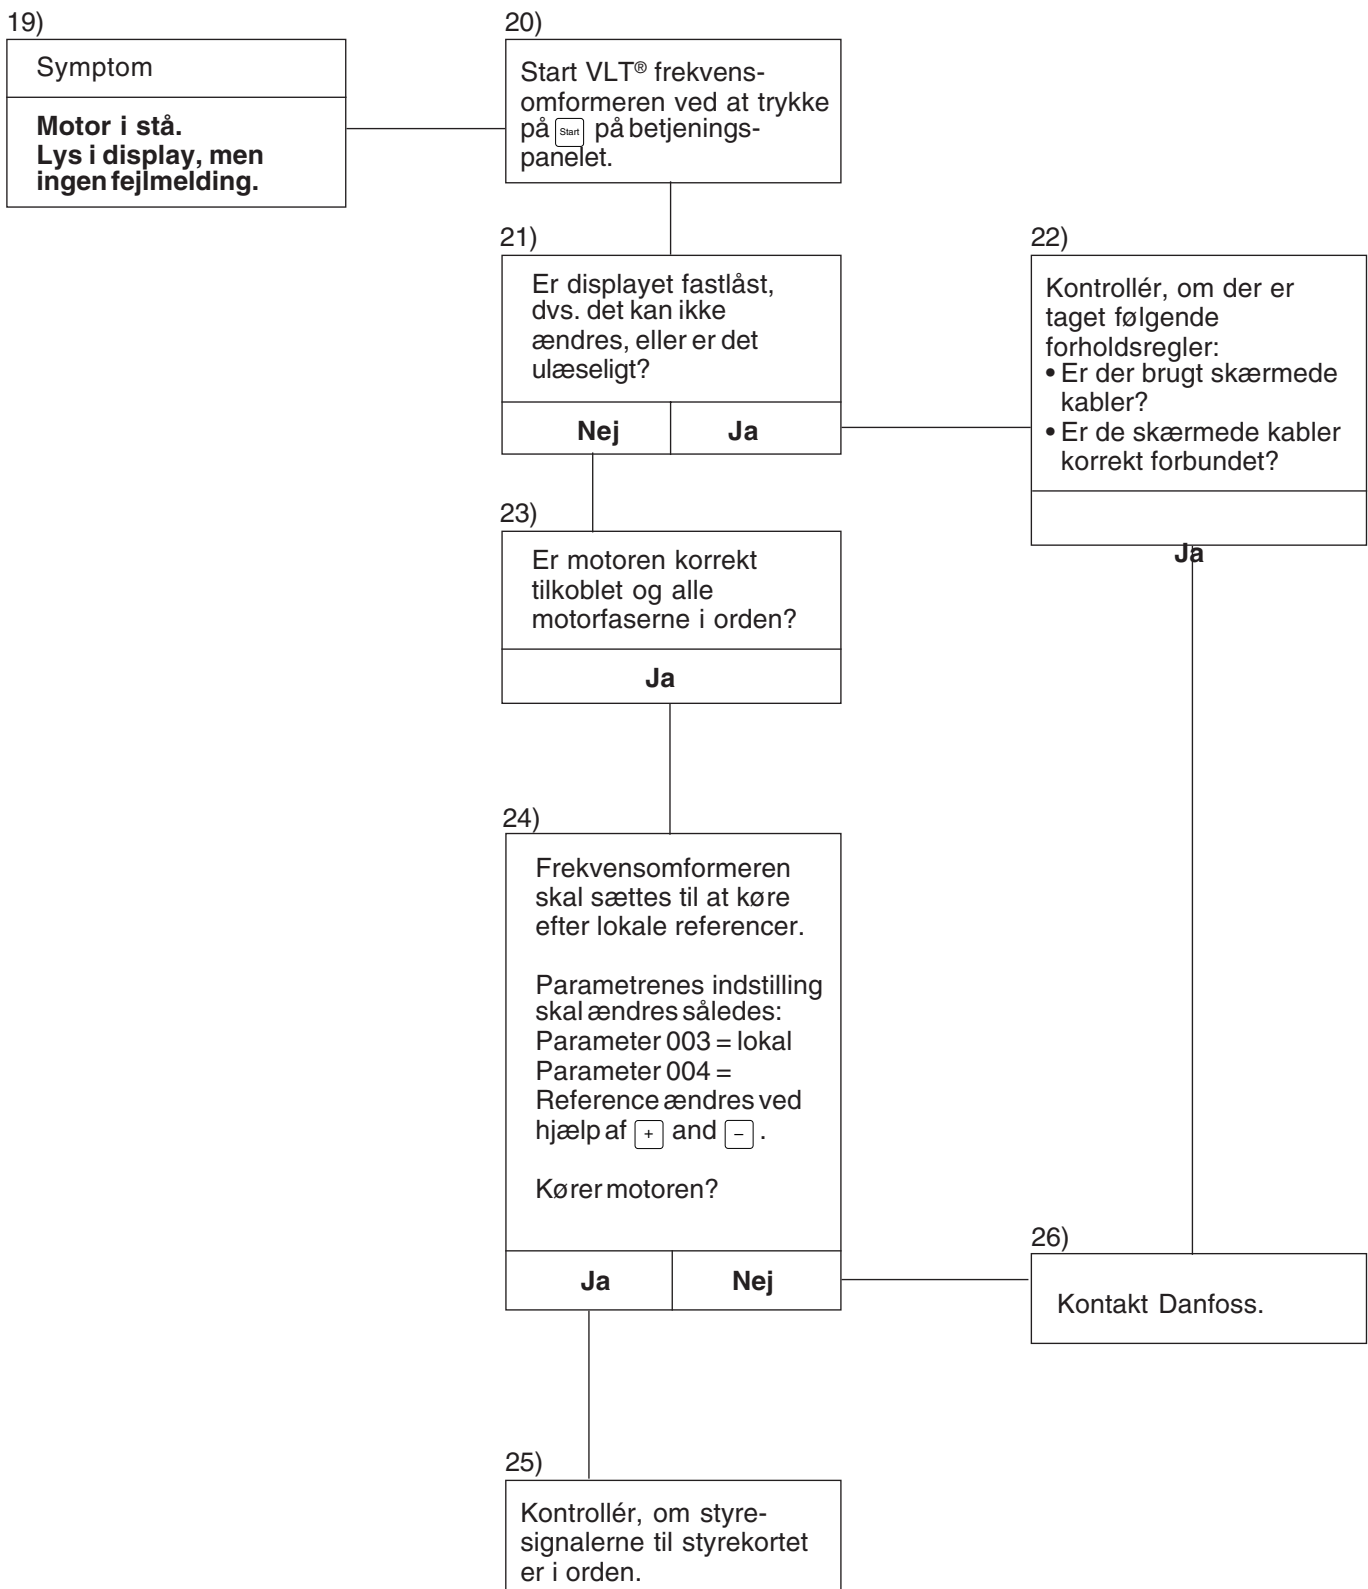 19)
Symptom
Motor i stå.
Lys i display, men
ingen fejlmelding.
20)
Start VLT® frekvens-
omformeren ved at trykke
på Start på betjenings-
panelet.
21)
Er displayet fastlåst,
dvs. det kan ikke
ændres, eller er det
ulæseligt?
Nej Ja
22)
Kontrollér, om der er
taget følgende
forholdsregler:
• Er der brugt skærmede
kabler?
• Er de skærmede kabler
korrekt forbundet?
Ja
23)
Er motoren korrekt
tilkoblet og alle
motorfaserne i orden?
Ja
24)
Frekvensomformeren
skal sættes til at køre
efter lokale referencer.
Parametrenes indstilling
skal ændres således:
Parameter 003 = lokal
Parameter 004 =
Reference ændres ved
hjælp af + and − .
Kører motoren?
Ja Nej
26)
Kontakt Danfoss.
25)
Kontrollér, om styre-
signalerne til styrekortet
er i orden.